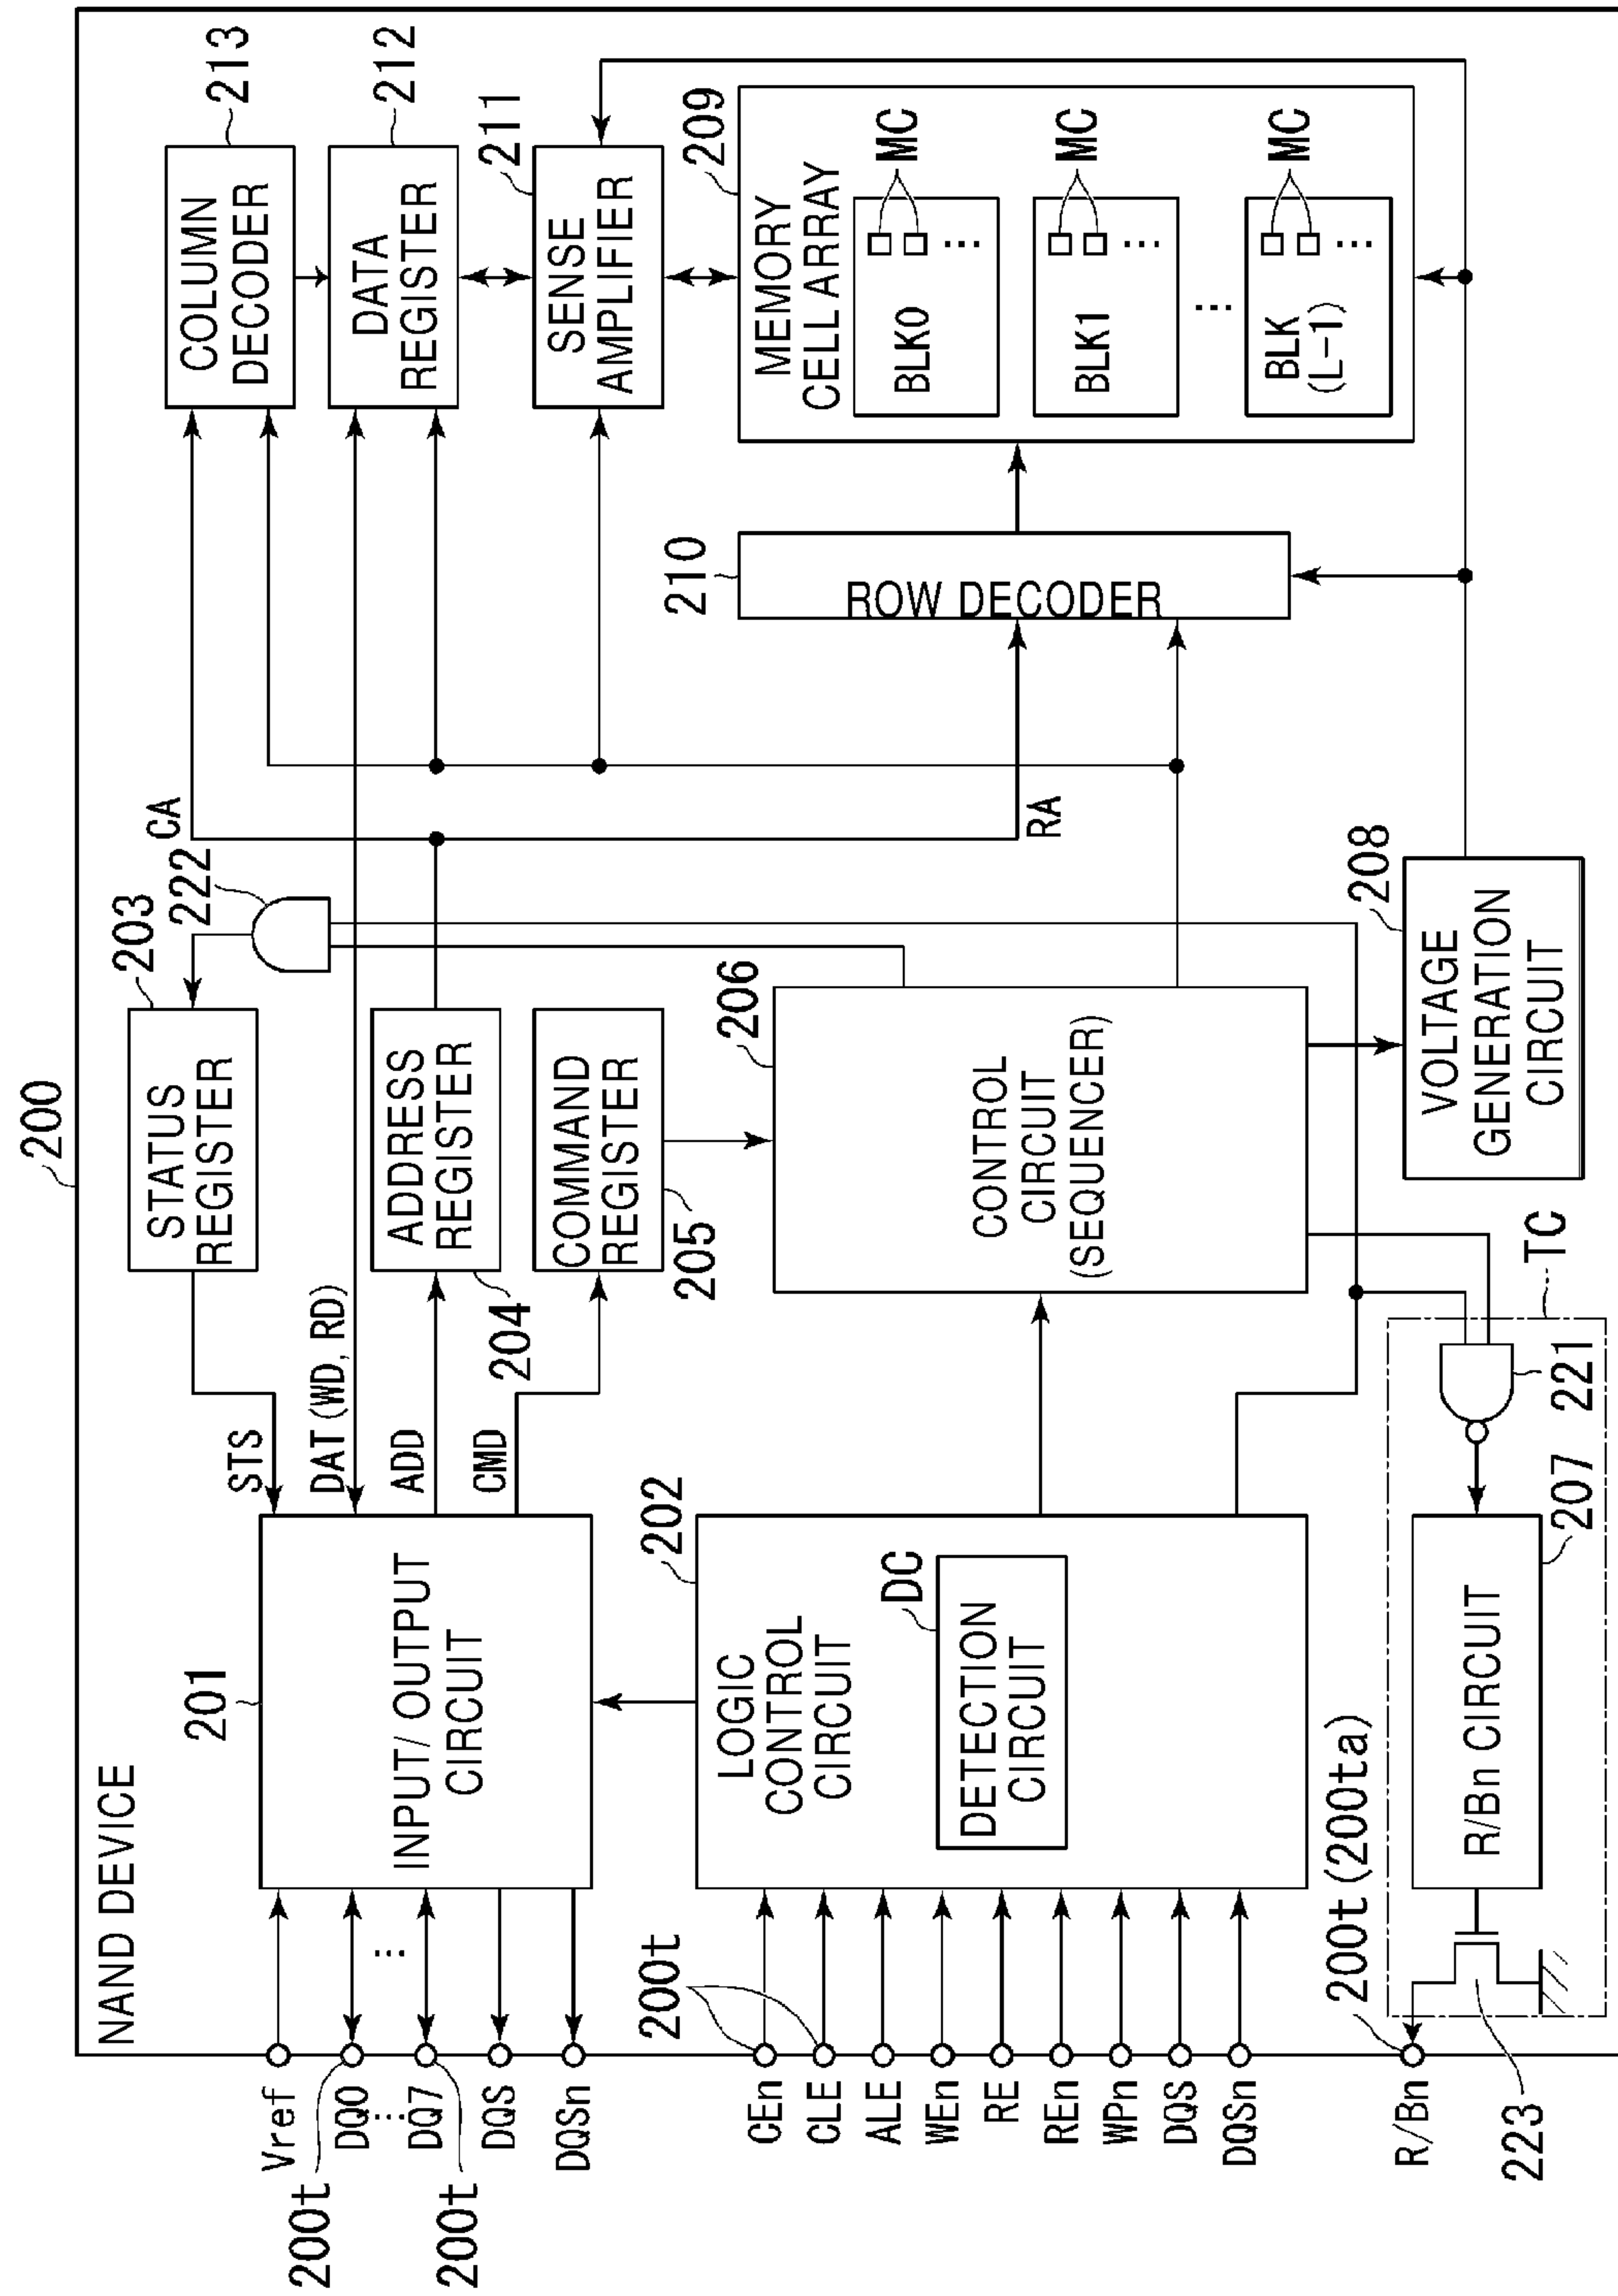 200
NAND DEVICE
Vref
DQ0
⋮
DQ7
DQS
DQSn
200t
200t
201
INPUT/OUTPUT
CIRCUIT
STS
DAT (WD, RD)
ADD
CMD
STATUS
REGISTER
203
222
ADDRESS
REGISTER
204
COMMAND
REGISTER
205
CA
RA
COLUMN
DECODER
213
DATA
REGISTER
212
SENSE
AMPLIFIER
211
MEMORY
CELL ARRAY
209
BLK0
MC
...
BLK1
MC
...
...
BLK
(L-1)
MC
...
210
ROW DECODER
CEn
CLE
ALE
WEn
RE
REn
WPn
DQS
DQSn
200t
LOGIC
CONTROL
CIRCUIT
202
DC
DETECTION
CIRCUIT
CONTROL
CIRCUIT
(SEQUENCER)
206
VOLTAGE
GENERATION
CIRCUIT
208
R/Bn
200t (200ta)
223
R/Bn CIRCUIT
207
221
TC